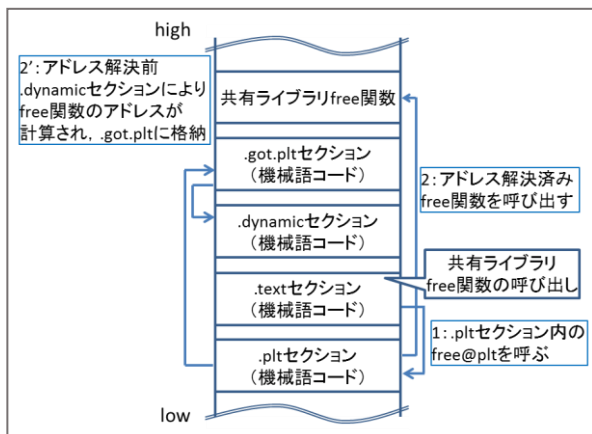 high
2’:アドレス解決前
.dynamicセクションにより
free関数のアドレスが
計算され，.got.pltに格納
共有ライブラリfree関数
.got.pltセクション
（機械語コード）
2:アドレス解決済み
free関数を呼び出す
.dynamicセクション
（機械語コード）
共有ライブラリ
free関数の呼び出し
.textセクション
（機械語コード）
1:.pltセクション内の
free@pltを呼ぶ
.pltセクション
（機械語コード）
low